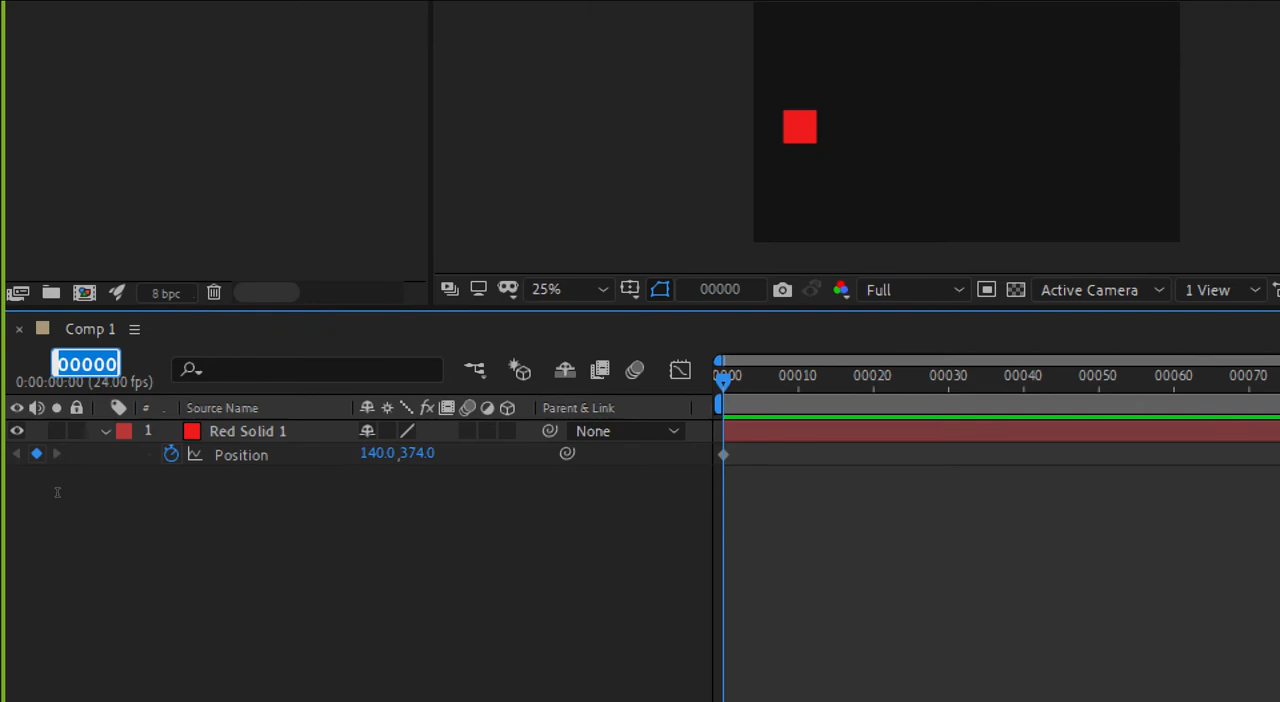 8 bpc
25%
00000
Full
Active Camera
1 View
Comp 1
00000
0:00:00:00 (24.00 fps)
0000 00010 00020 00030 00040 00050 00060 00070
# . Source Name fx Parent & Link
1 Red Solid 1 None
Position 140.0,374.0